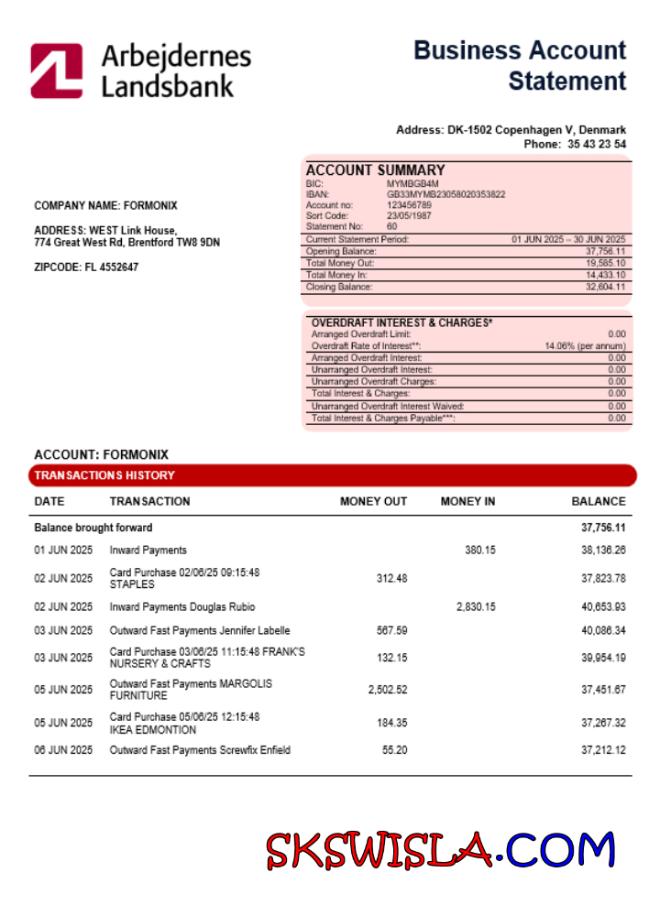 Arbejdernes
Landsbank
Business Account
Statement
Address: DK-1502 Copenhagen V, Denmark
Phone: 35 43 23 54
COMPANY NAME: FORMONIX
ADDRESS: WEST Link House,
774 Great West Rd, Brentford TW8 9DN
ZIPCODE: FL 4552647
ACCOUNT SUMMARY
BIC: MYMBGB4M
IBAN: GB33MYMB23058020353822
Account no: 123456789
Sort Code: 23/05/1987
Statement No: 60
Current Statement Period: 01 JUN 2025 – 30 JUN 2025
Opening Balance: 37,756.11
Total Money Out: 19,585.10
Total Money In: 14,433.10
Closing Balance: 32,604.11
OVERDRAFT INTEREST & CHARGES*
Arranged Overdraft Limit: 0.00
Overdraft Rate of Interest**: 14.06% (per annum)
Arranged Overdraft Interest: 0.00
Unarranged Overdraft Interest: 0.00
Unarranged Overdraft Charges: 0.00
Total Interest & Charges: 0.00
Unarranged Overdraft Interest Waived: 0.00
Total Interest & Charges Payable***: 0.00
ACCOUNT: FORMONIX
TRANSACTIONS HISTORY
DATE TRANSACTION MONEY OUT MONEY IN BALANCE
Balance brought forward 37,756.11
01 JUN 2025 Inward Payments 380.15 38,136.26
02 JUN 2025 Card Purchase 02/06/25 09:15:48 312.48 37,823.78
STAPLES
02 JUN 2025 Inward Payments Douglas Rubio 2,830.15 40,653.93
03 JUN 2025 Outward Fast Payments Jennifer Labelle 567.59 40,086.34
03 JUN 2025 Card Purchase 03/06/25 11:15:48 FRANK'S 132.15 39,954.19
NURSERY & CRAFTS
05 JUN 2025 Outward Fast Payments MARGOLIS 2,502.52 37,451.67
FURNITURE
05 JUN 2025 Card Purchase 05/06/25 12:15:48 184.35 37,267.32
IKEA EDMONTION
06 JUN 2025 Outward Fast Payments Screwfix Enfield 55.20 37,212.12
SKSWISLA.COM